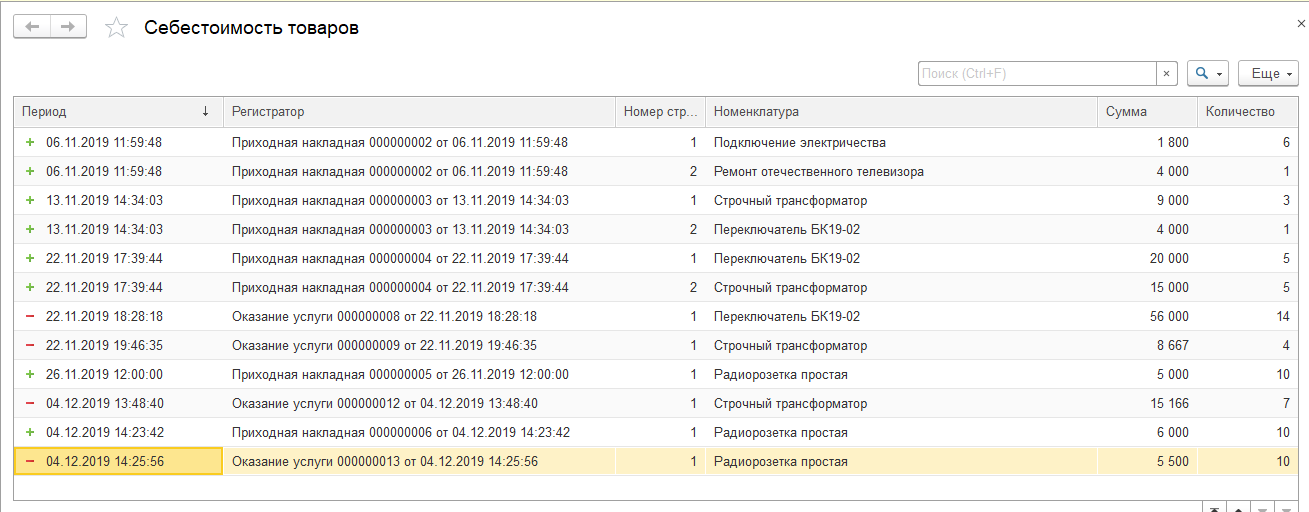 Себестоимость товаров
Поиск (Ctrl+F) × Еще
Период ↓ Регистратор Номер стр... Номенклатура Сумма Количество
+ 06.11.2019 11:59:48 Приходная накладная 000000002 от 06.11.2019 11:59:48 1 Подключение электричества 1 800 6
+ 06.11.2019 11:59:48 Приходная накладная 000000002 от 06.11.2019 11:59:48 2 Ремонт отечественного телевизора 4 000 1
+ 13.11.2019 14:34:03 Приходная накладная 000000003 от 13.11.2019 14:34:03 1 Строчный трансформатор 9 000 3
+ 13.11.2019 14:34:03 Приходная накладная 000000003 от 13.11.2019 14:34:03 2 Переключатель БК19-02 4 000 1
+ 22.11.2019 17:39:44 Приходная накладная 000000004 от 22.11.2019 17:39:44 1 Переключатель БК19-02 20 000 5
+ 22.11.2019 17:39:44 Приходная накладная 000000004 от 22.11.2019 17:39:44 2 Строчный трансформатор 15 000 5
− 22.11.2019 18:28:18 Оказание услуги 000000008 от 22.11.2019 18:28:18 1 Переключатель БК19-02 56 000 14
− 22.11.2019 19:46:35 Оказание услуги 000000009 от 22.11.2019 19:46:35 1 Строчный трансформатор 8 667 4
+ 26.11.2019 12:00:00 Приходная накладная 000000005 от 26.11.2019 12:00:00 1 Радиорозетка простая 5 000 10
− 04.12.2019 13:48:40 Оказание услуги 000000012 от 04.12.2019 13:48:40 1 Строчный трансформатор 15 166 7
+ 04.12.2019 14:23:42 Приходная накладная 000000006 от 04.12.2019 14:23:42 1 Радиорозетка простая 6 000 10
− 04.12.2019 14:25:56 Оказание услуги 000000013 от 04.12.2019 14:25:56 1 Радиорозетка простая 5 500 10